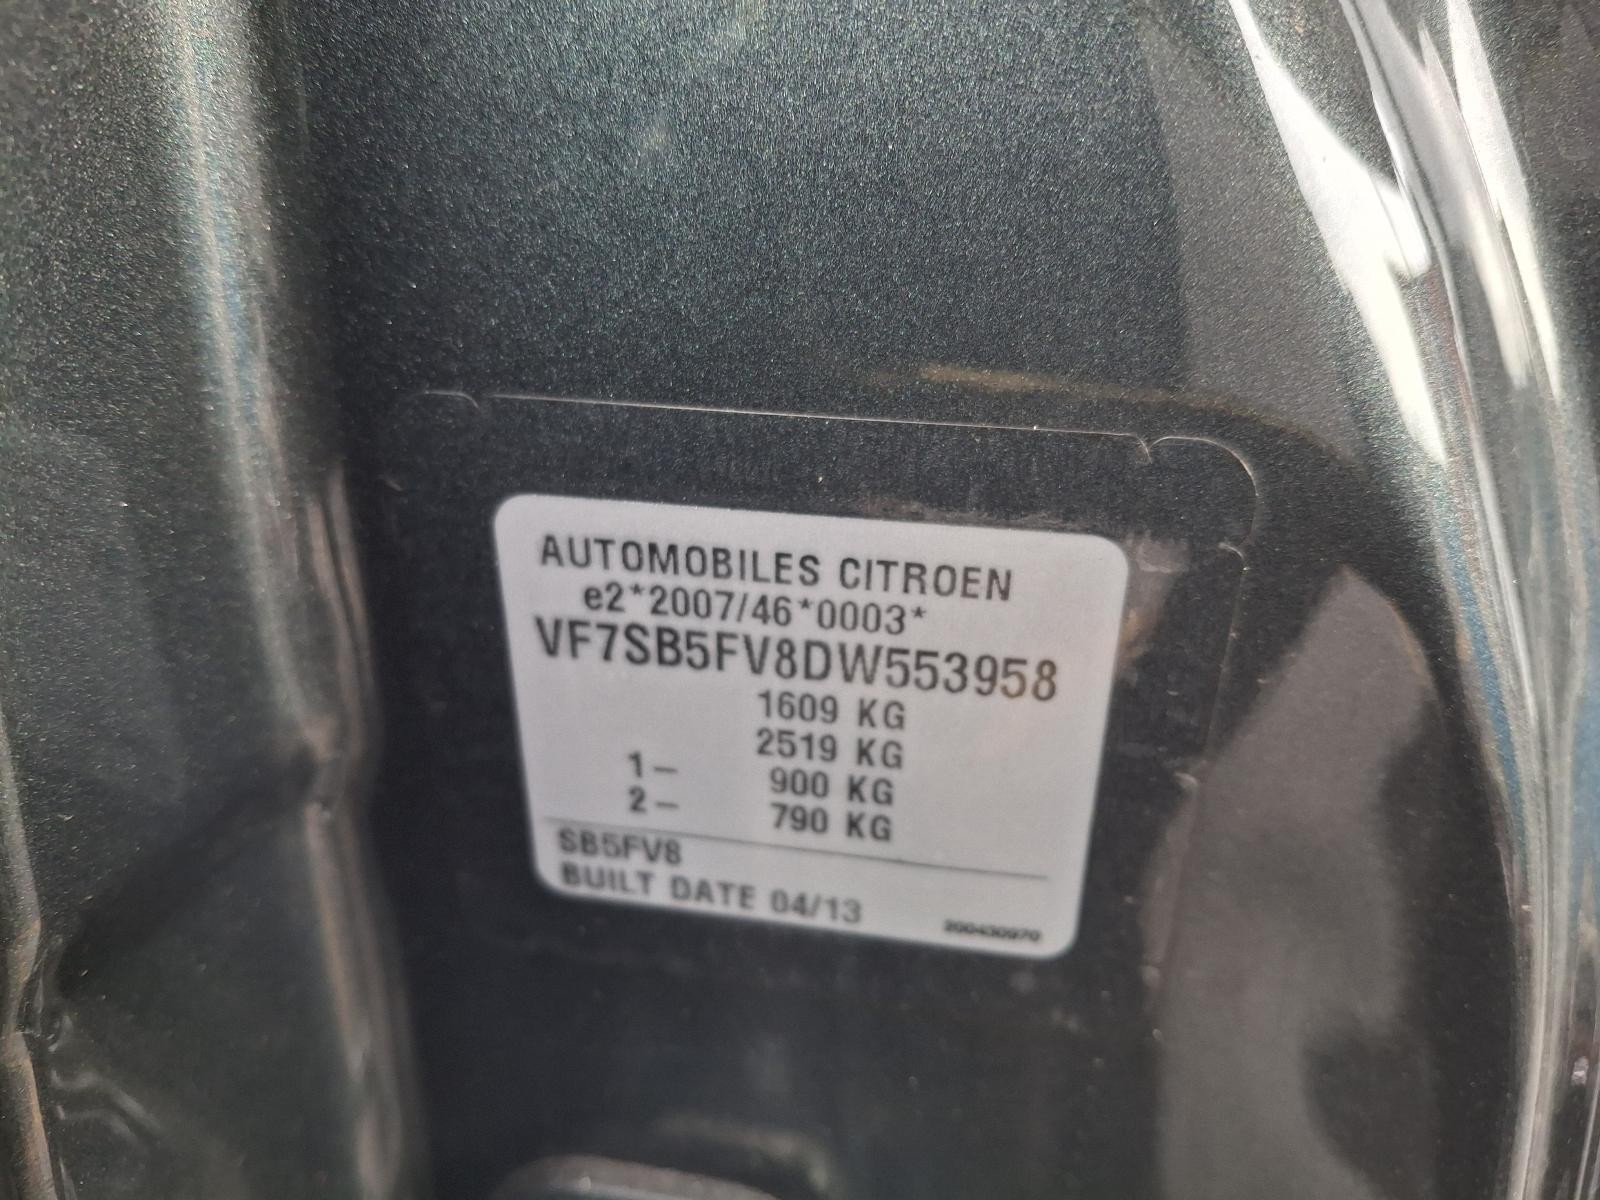 AUTOMOBILES CITROEN
e2*2007/46*0003*
VF7SB5FV8DW553958
1609 KG
2519 KG
1– 900 KG
2– 790 KG
SB5FV8
BUILT DATE 04/13
200430970